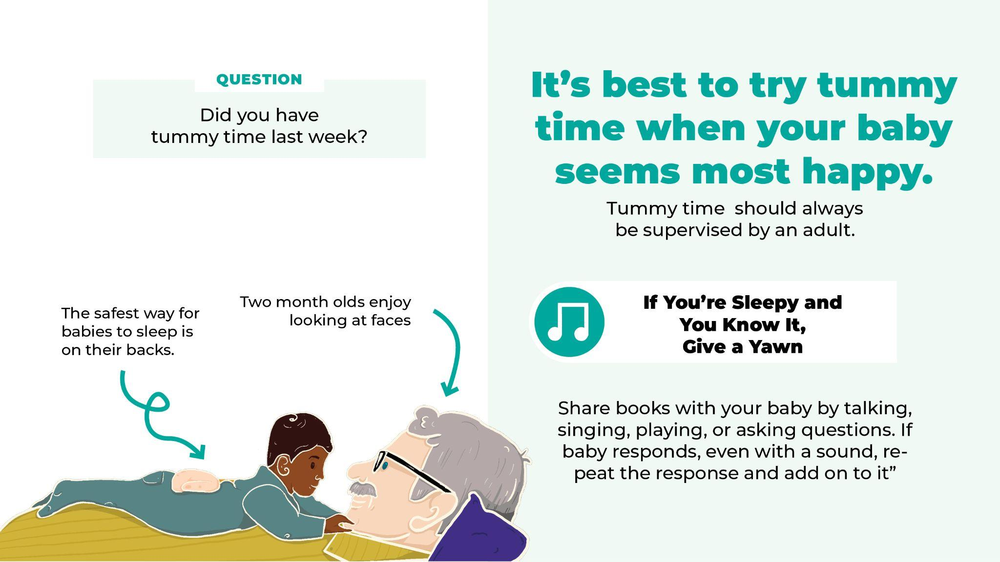 QUESTION
Did you have
tummy time last week?
The safest way for
babies to sleep is
on their backs.
Two month olds enjoy
looking at faces
It’s best to try tummy
time when your baby
seems most happy.
Tummy time  should always
be supervised by an adult.
If You’re Sleepy and
You Know It,
Give a Yawn
Share books with your baby by talking,
singing, playing, or asking questions. If
baby responds, even with a sound, re-
peat the response and add on to it”